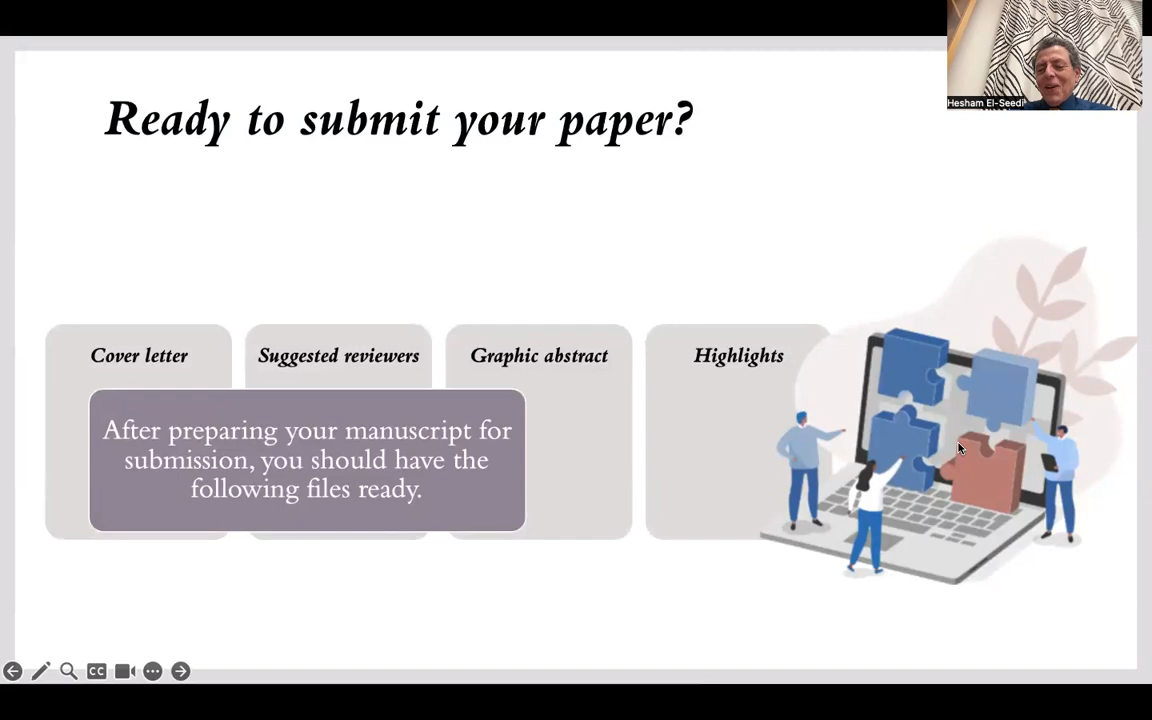 Hesham El-Seedi
Ready to submit your paper?
Cover letter
Suggested reviewers
Graphic abstract
Highlights
After preparing your manuscript for
submission, you should have the
following files ready.
CC